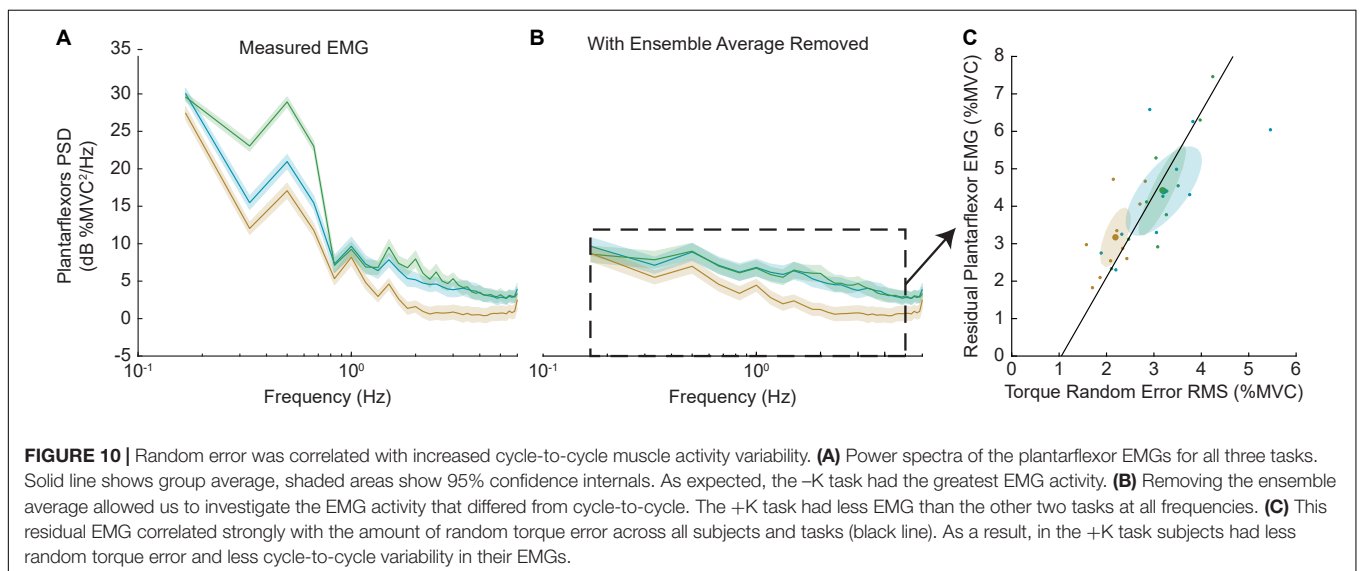 A
Measured EMG
35
30
25
20
15
10
5
0
-5
Plantarflexors PSD
(dB %MVC²/Hz)
10⁻¹
10⁰
Frequency (Hz)
B
With Ensemble Average Removed
10⁻¹
10⁰
Frequency (Hz)
C
8
7
6
5
4
3
2
1
0
Residual Plantarflexor EMG (%MVC)
0 1 2 3 4 5 6
Torque Random Error RMS (%MVC)
FIGURE 10 | Random error was correlated with increased cycle-to-cycle muscle activity variability. (A) Power spectra of the plantarflexor EMGs for all three tasks.
Solid line shows group average, shaded areas show 95% confidence internals. As expected, the –K task had the greatest EMG activity. (B) Removing the ensemble
average allowed us to investigate the EMG activity that differed from cycle-to-cycle. The +K task had less EMG than the other two tasks at all frequencies. (C) This
residual EMG correlated strongly with the amount of random torque error across all subjects and tasks (black line). As a result, in the +K task subjects had less
random torque error and less cycle-to-cycle variability in their EMGs.